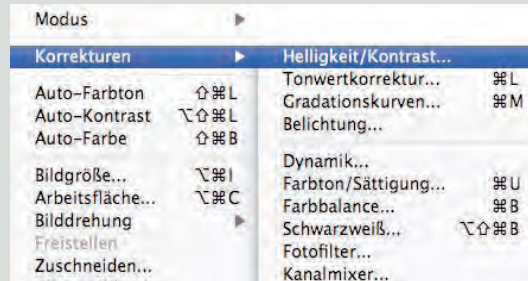 Modus
Korrekturen
Auto-Farbton ⇧⌘L
Auto-Kontrast ⌥⇧⌘L
Auto-Farbe ⇧⌘B
Bildgröße... ⌥⌘I
Arbeitsfläche... ⌥⌘C
Bilddrehung
Freistellen
Zuschneiden...
Helligkeit/Kontrast...
Tonwertkorrektur... ⌘L
Gradationskurven... ⌘M
Belichtung...
Dynamik...
Farbton/Sättigung... ⌘U
Farbbalance... ⌘B
Schwarzweiß... ⌥⇧⌘B
Fotofilter...
Kanalmixer...